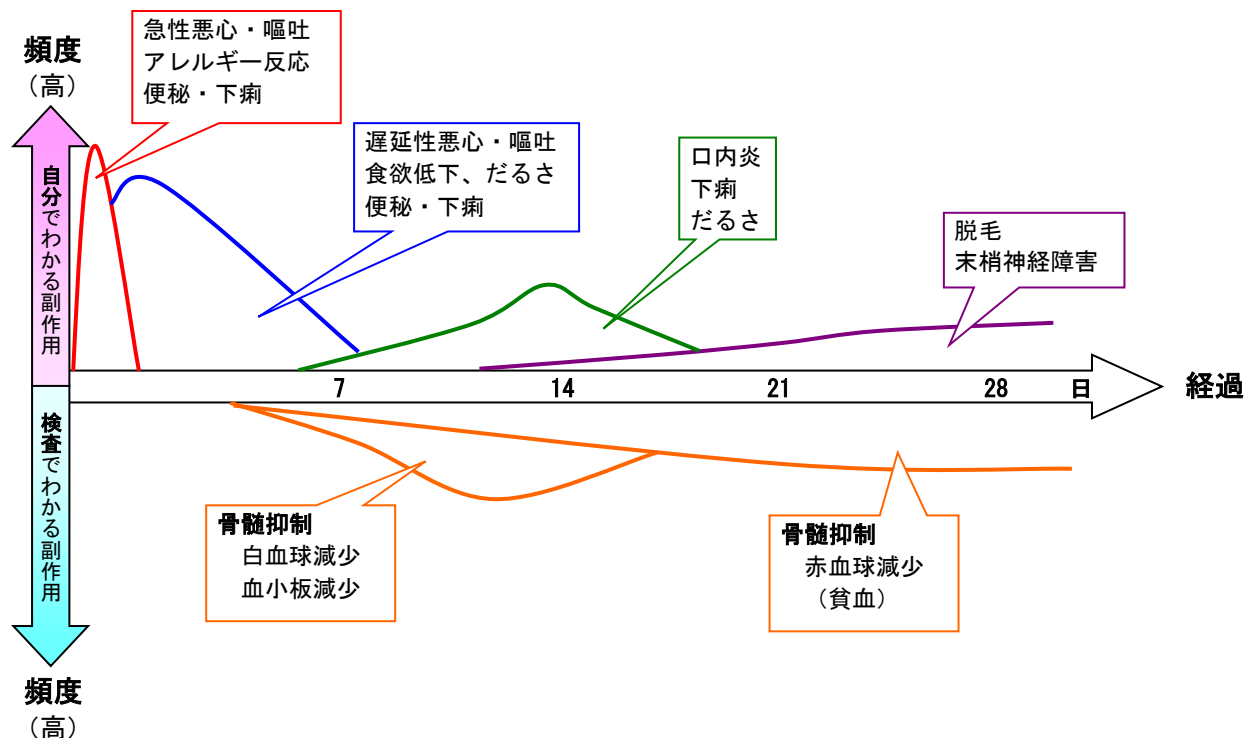 頻度
（高）
急性悪心・嘔吐
アレルギー反応
便秘・下痢
遅延性悪心・嘔吐
食欲低下、だるさ
便秘・下痢
口内炎
下痢
だるさ
脱毛
末梢神経障害
自分でわかる副作用
7 14 21 28 日
経過
検査でわかる副作用
骨髄抑制
白血球減少
血小板減少
骨髄抑制
赤血球減少
（貧血）
頻度
（高）